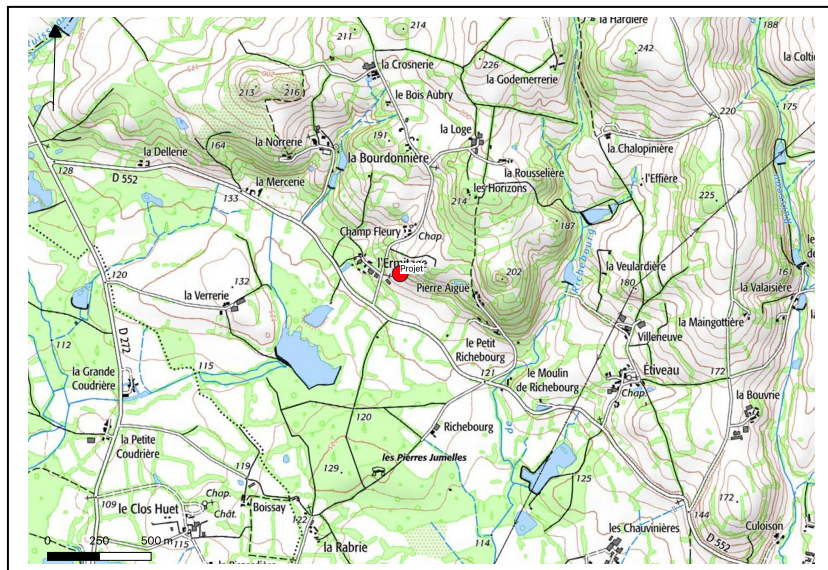 la Hardière
188
214
211
242
la Crosnerie
226
la Godemerrerie
213
216
le Bois Aubry
175
220
164
la Norrerie
191
la Loge
la Chalopinière
la Dellerie
la Bourdonnière
128
D 552
la Mercerie
la Rousselière
les Horizons
l'Effière
133
214
225
187
Champ Fleury
Chap.
Richebourg
l'Ermitage
Projet
202
la Veulardière
161
120
132
Pierre Aigüe
180
la Valaisière
la Verrerie
la Maingottière
Villeneuve
D 272
le Petit
Richebourg
112
115
la Grande
Coudrière
121
le Moulin
de Richebourg
Étiveau
172
Chap.
la Bouvrie
120
Richebourg
de
la Petite
Coudrière
les Pierres Jumelles
119
129
109
Chap.
Chât.
le Clos Huet
Boissay
122
172
144
115
la Rabrie
114
les Chauvinières
D 552
Culoison
0 250 500 m